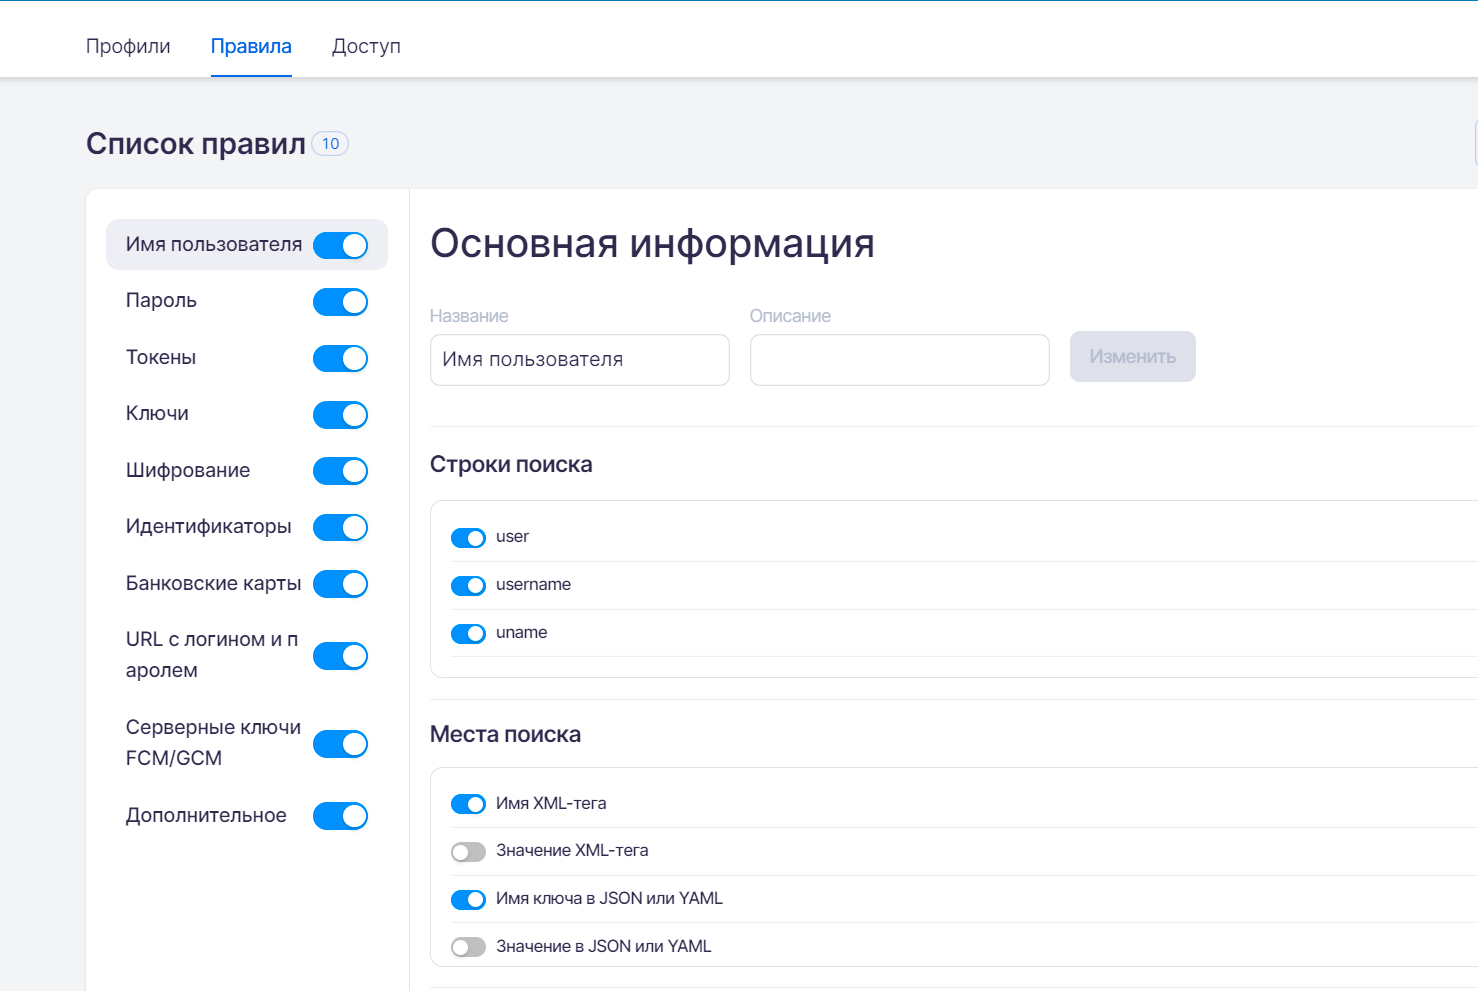 Профили
Правила
Доступ
Список правил 10
Имя пользователя
Пароль
Токены
Ключи
Шифрование
Идентификаторы
Банковские карты
URL с логином и п
аролем
Серверные ключи
FCM/GCM
Дополнительное
Основная информация
Название
Имя пользователя
Описание
Изменить
Строки поиска
user
username
uname
Места поиска
Имя XML-тега
Значение XML-тега
Имя ключа в JSON или YAML
Значение в JSON или YAML